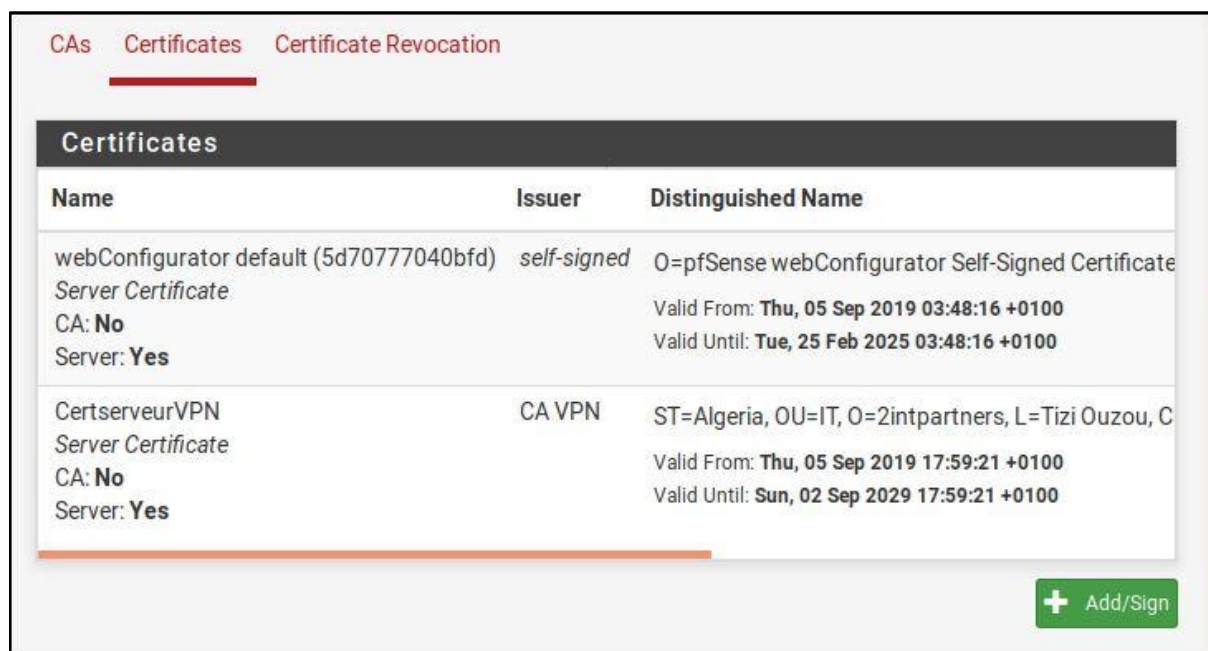 CAs Certificates Certificate Revocation
Certificates
Name Issuer Distinguished Name
webConfigurator default (5d70777040bfd) self-signed O=pfSense webConfigurator Self-Signed Certificate
Server Certificate
CA: No
Server: Yes
Valid From: Thu, 05 Sep 2019 03:48:16 +0100
Valid Until: Tue, 25 Feb 2025 03:48:16 +0100
CertserveurVPN CA VPN ST=Algeria, OU=IT, O=2intpartners, L=Tizi Ouzou, C
Server Certificate
CA: No
Server: Yes
Valid From: Thu, 05 Sep 2019 17:59:21 +0100
Valid Until: Sun, 02 Sep 2029 17:59:21 +0100
Add/Sign